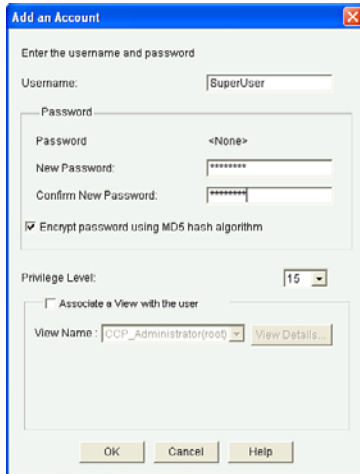 Add an Account
Enter the username and password
Username: SuperUser
Password
Password <None>
New Password: ********
Confirm New Password: ********
Encrypt password using MD5 hash algorithm
Privilege Level: 15
Associate a View with the user
View Name : CCP_Administrator(root) View Details...
OK Cancel Help